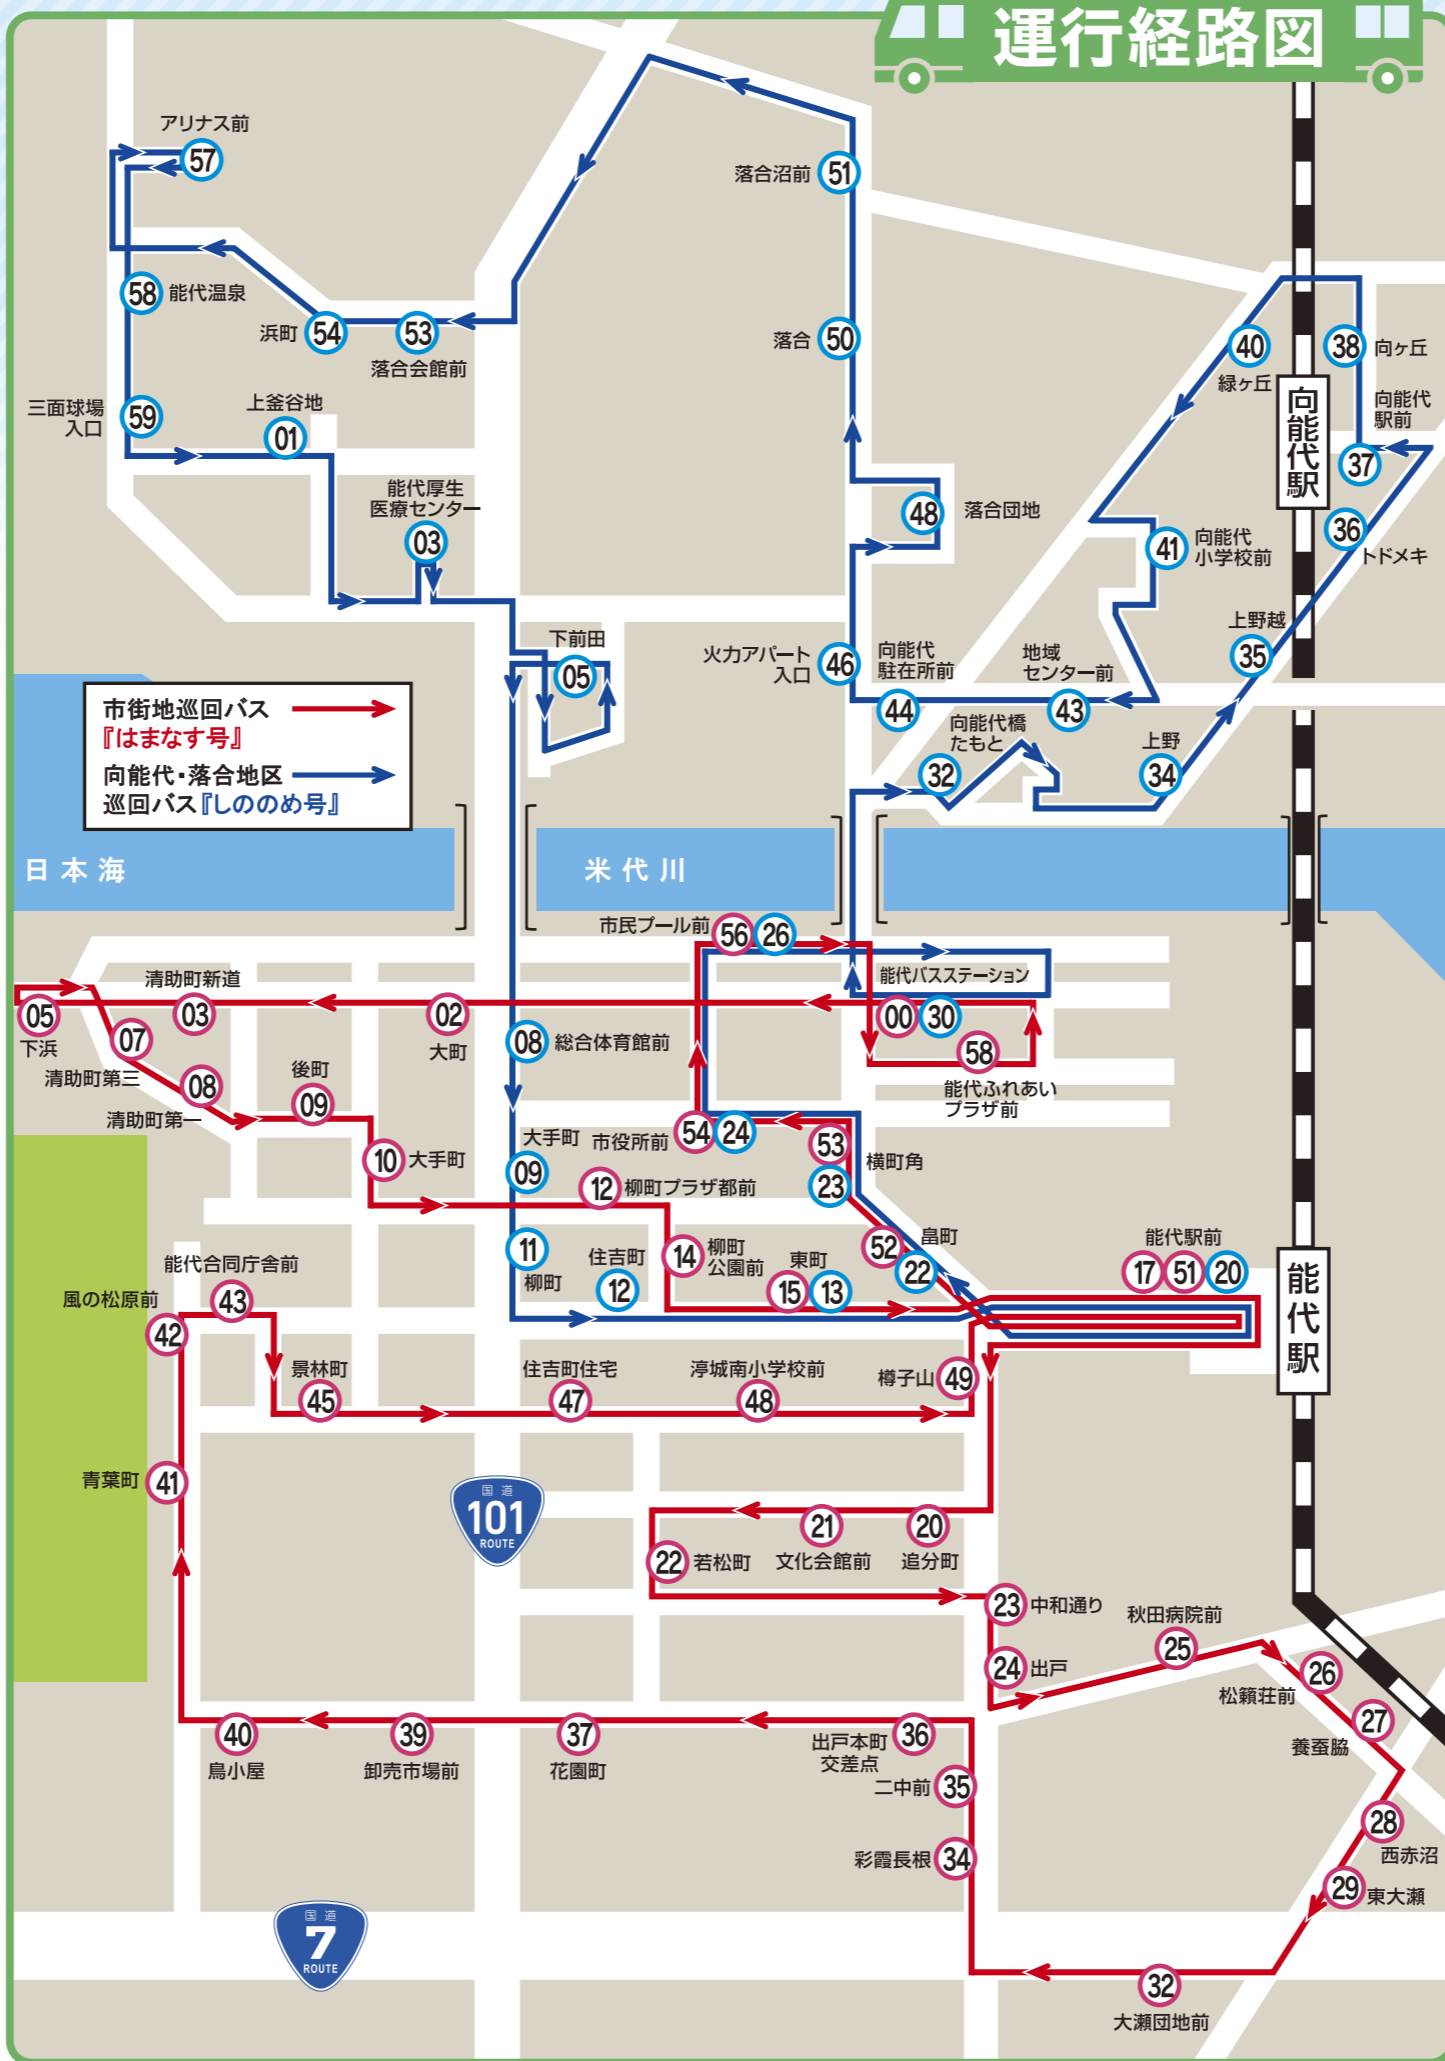 運行経路図
アリナス前
57
58
能代温泉
浜町
54
53
落合会館前
三面球場
入口
59
上釜谷地
01
能代厚生
医療センター
03
下前田
05
落合沼前
51
落合
50
48
落合団地
火力アパート
入口
46
向能代
駐在所前
44
地域
センター前
43
40
緑ヶ丘
38
向ヶ丘
向能代
駅前
37
向能代駅
36
トドメキ
41
向能代
小学校前
上野越
35
上野
34
向能代橋
たもと
32
市街地巡回バス
『はまなす号』
向能代・落合地区
巡回バス『しののめ号』
日本海
米代川
市民プール前
56
26
能代バスステーション
00
30
58
能代ふれあい
プラザ前
清助町新道
03
02
大町
05
下浜
07
清助町第三
08
清助町第一
後町
09
10
大手町
08
総合体育館前
大手町
09
市役所前
54
24
53
横町角
23
12
柳町プラザ都前
11
柳町
住吉町
12
14
柳町
公園前
東町
15
13
52
畠町
22
能代駅前
17
51
20
能代駅
能代合同庁舎前
43
風の松原前
42
景林町
45
住吉町住宅
47
渟城南小学校前
48
樽子山
49
青葉町
41
国道
101
ROUTE
22
若松町
21
文化会館前
20
追分町
23
中和通り
24
出戸
秋田病院前
25
26
松籟荘前
27
養蚕脇
28
西赤沼
29
東大瀬
40
鳥小屋
39
卸売市場前
37
花園町
36
出戸本町
交差点
二中前
35
彩霞長根
34
32
大瀬団地前
国道
7
ROUTE